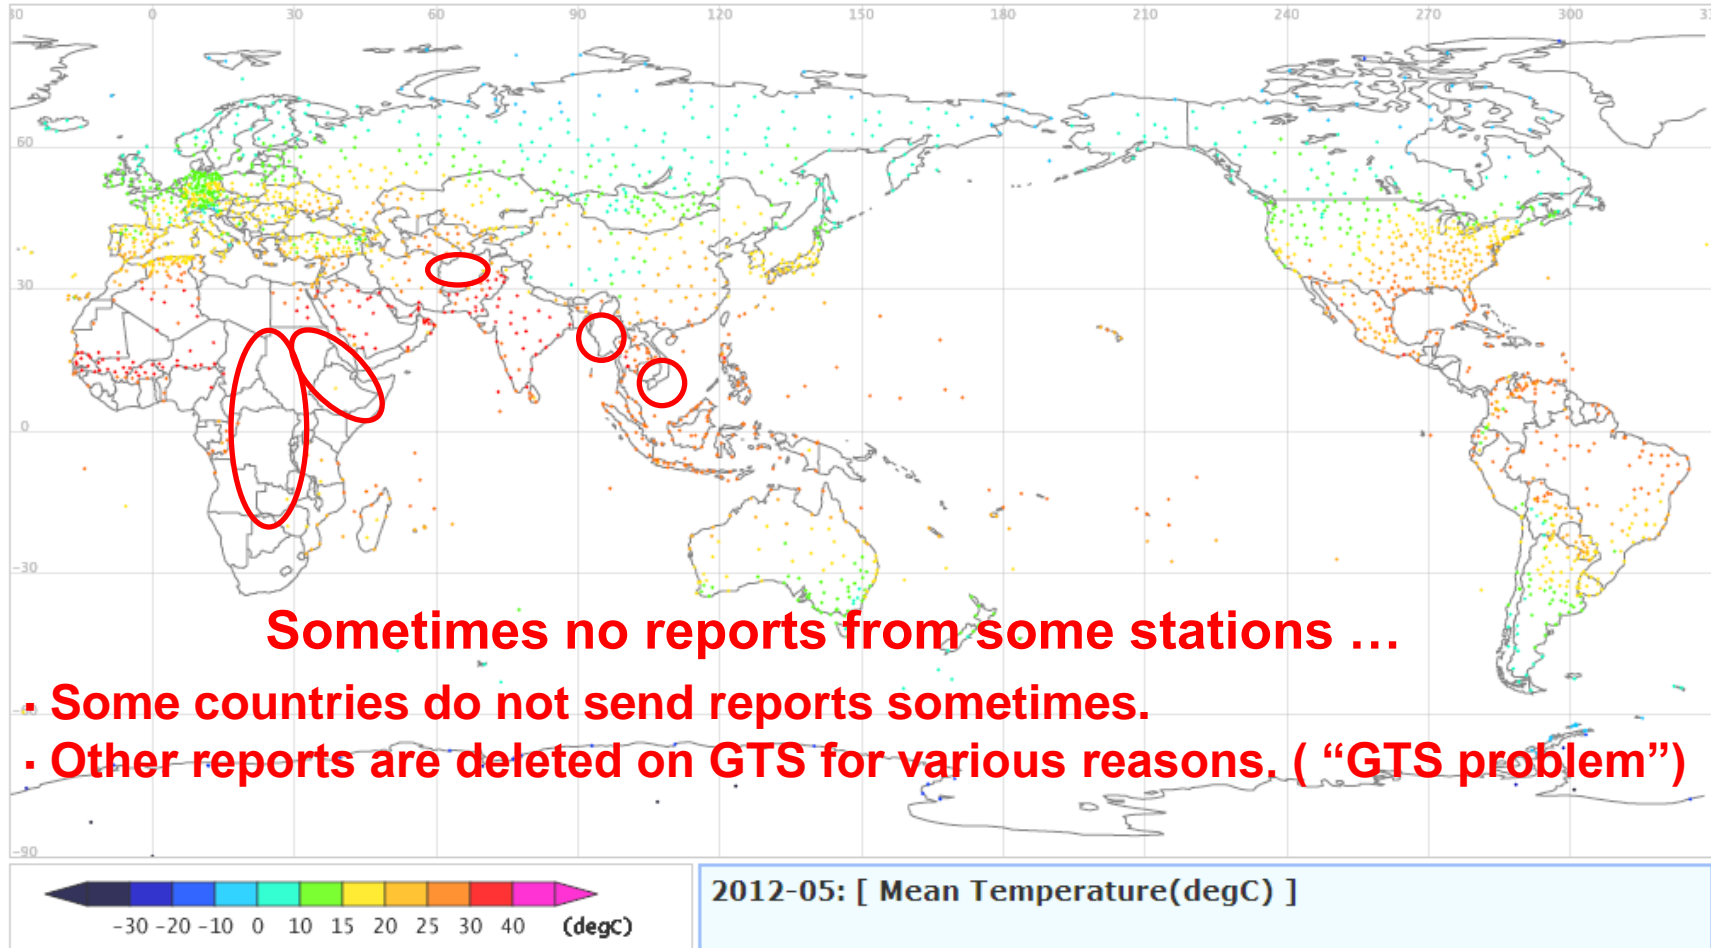 30 0 30 60 90 120 150 180 210 240 270 300
60
30
0
-30
Sometimes no reports from some stations …
· Some countries do not send reports sometimes.
-60
· Other reports are deleted on GTS for various reasons. ( “GTS problem”)
-90
2012-05: [ Mean Temperature(degC) ]
-30 -20 -10 0 10 15 20 25 30 40 (degC)